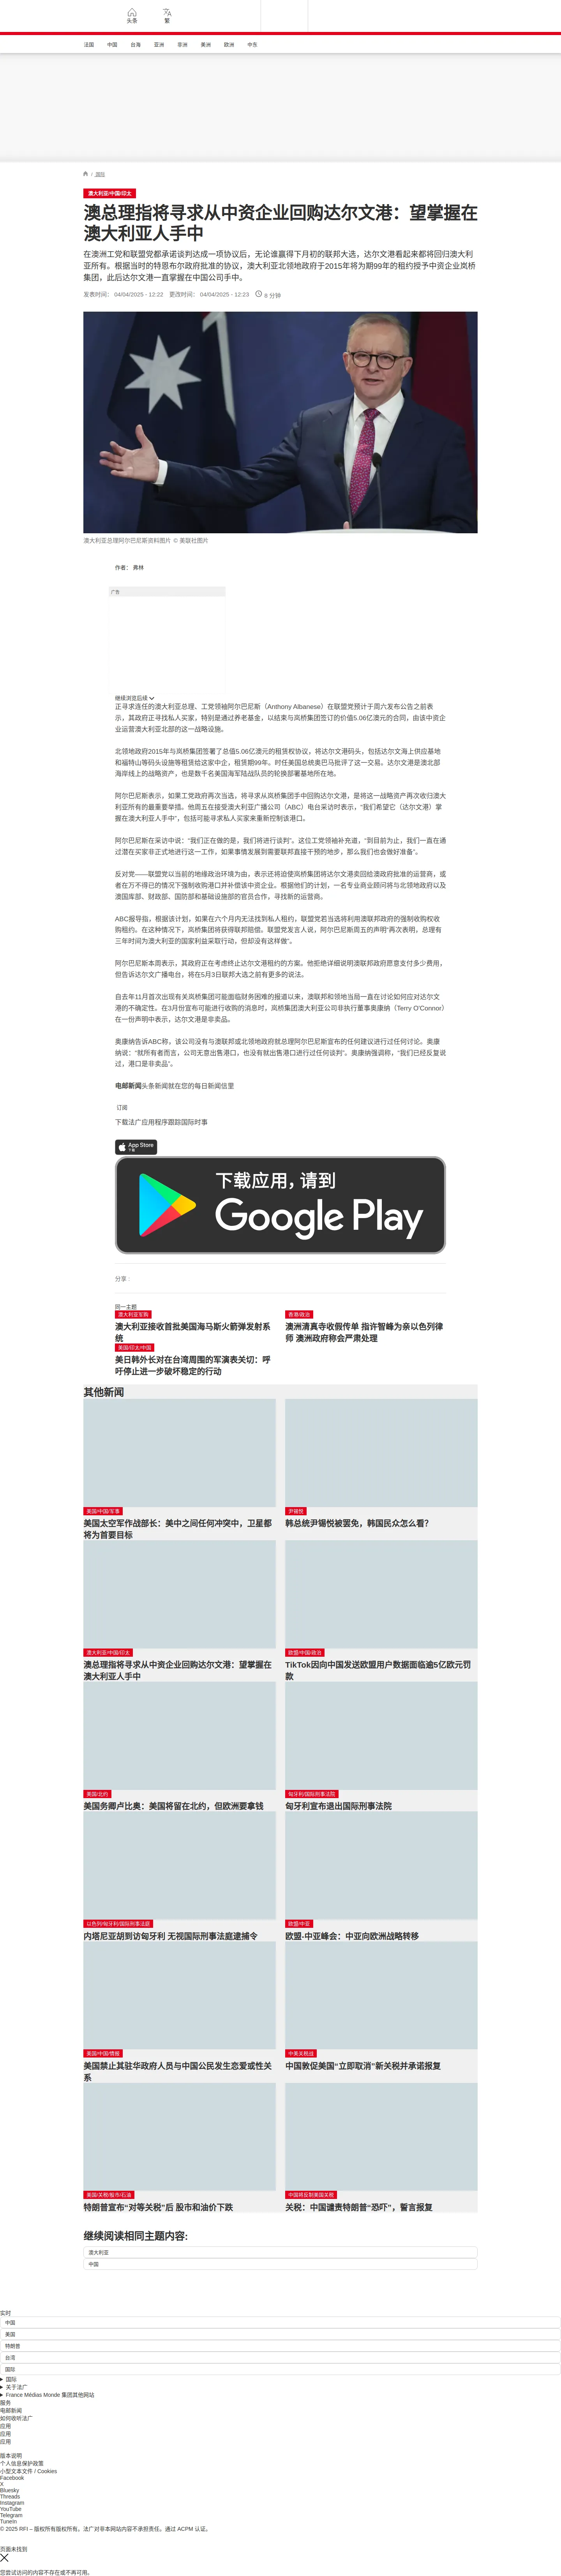 头条
繁
法国 中国 台海 亚洲 非洲 美洲 欧洲 中东
/ 国际
澳大利亚/中国/印太
澳总理指将寻求从中资企业回购达尔文港：望掌握在
澳大利亚人手中
在澳洲工党和联盟党都承诺谈判达成一项协议后，无论谁赢得下月初的联邦大选，达尔文港看起来都将回归澳大利
亚所有。根据当时的特恩布尔政府批准的协议，澳大利亚北领地政府于2015年将为期99年的租约授予中资企业岚桥
集团，此后达尔文港一直掌握在中国公司手中。
发表时间： 04/04/2025 - 12:22 更改时间： 04/04/2025 - 12:23 8 分钟
澳大利亚总理阿尔巴尼斯资料图片 © 美联社图片
作者： 弗林
广告
继续浏览后续
正寻求连任的澳大利亚总理、工党领袖阿尔巴尼斯（Anthony Albanese）在联盟党预计于周六发布公告之前表
示，其政府正寻找私人买家，特别是通过养老基金，以结束与岚桥集团签订的价值5.06亿澳元的合同，由该中资企
业运营澳大利亚北部的这一战略设施。
北领地政府2015年与岚桥集团签署了总值5.06亿澳元的租赁权协议，将达尔文港码头，包括达尔文海上供应基地
和福特山等码头设施等租赁给这家中企，租赁期99年。时任美国总统奥巴马批评了这一交易。达尔文港是澳北部
海岸线上的战略资产，也是数千名美国海军陆战队员的轮换部署基地所在地。
阿尔巴尼斯表示，如果工党政府再次当选，将寻求从岚桥集团手中回购达尔文港，是将这一战略资产再次收归澳大
利亚所有的最重要举措。他周五在接受澳大利亚广播公司（ABC）电台采访时表示，“我们希望它（达尔文港）掌
握在澳大利亚人手中”，包括可能寻求私人买家来重新控制该港口。
阿尔巴尼斯在采访中说：“我们正在做的是，我们将进行谈判”。这位工党领袖补充道，“到目前为止，我们一直在通
过潜在买家非正式地进行这一工作，如果事情发展到需要联邦直接干预的地步，那么我们也会做好准备”。
反对党——联盟党以当前的地缘政治环境为由，表示还将迫使岚桥集团将达尔文港卖回给澳政府批准的运营商，或
者在万不得已的情况下强制收购港口并补偿该中资企业。根据他们的计划，一名专业商业顾问将与北领地政府以及
澳国库部、财政部、国防部和基础设施部的官员合作，寻找新的运营商。
ABC报导指，根据该计划，如果在六个月内无法找到私人租约，联盟党若当选将利用澳联邦政府的强制收购权收
购租约。在这种情况下，岚桥集团将获得联邦赔偿。联盟党发言人说，阿尔巴尼斯周五的声明“再次表明，总理有
三年时间为澳大利亚的国家利益采取行动，但却没有这样做”。
阿尔巴尼斯本周表示，其政府正在考虑终止达尔文港租约的方案。他拒绝详细说明澳联邦政府愿意支付多少费用，
但告诉达尔文广播电台，将在5月3日联邦大选之前有更多的说法。
自去年11月首次出现有关岚桥集团可能面临财务困难的报道以来，澳联邦和领地当局一直在讨论如何应对达尔文
港的不确定性。在3月份宣布可能进行收购的消息时，岚桥集团澳大利亚公司非执行董事奥康纳（Terry O'Connor）
在一份声明中表示，达尔文港是非卖品。
奥康纳告诉ABC称，该公司没有与澳联邦或北领地政府就总理阿尔巴尼斯宣布的任何建议进行过任何讨论。奥康
纳说：“就所有者而言，公司无意出售港口，也没有就出售港口进行过任何谈判”。奥康纳强调称，“我们已经反复说
过，港口是非卖品”。
电邮新闻头条新闻就在您的每日新闻信里
订阅
下载法广应用程序跟踪国际时事
App Store
下载
下载应用，请到
Google Play
分享 :
同一主题
澳大利亚军购
澳大利亚接收首批美国海马斯火箭弹发射系
统
香港/政治
澳洲清真寺收假传单 指许智峰为亲以色列律
师 澳洲政府称会严肃处理
美国/印太/中国
美日韩外长对在台湾周围的军演表关切：呼
吁停止进一步破坏稳定的行动
其他新闻
美国/中国/军事
美国太空军作战部长：美中之间任何冲突中，卫星都
将为首要目标
尹锡悦
韩总统尹锡悦被罢免，韩国民众怎么看？
澳大利亚/中国/印太
澳总理指将寻求从中资企业回购达尔文港：望掌握在
澳大利亚人手中
欧盟/中国/政治
TikTok因向中国发送欧盟用户数据面临逾5亿欧元罚
款
美国/北约
美国务卿卢比奥：美国将留在北约，但欧洲要拿钱
匈牙利/国际刑事法院
匈牙利宣布退出国际刑事法院
以色列/匈牙利/国际刑事法庭
内塔尼亚胡到访匈牙利 无视国际刑事法庭逮捕令
欧盟/中亚
欧盟-中亚峰会：中亚向欧洲战略转移
美国/中国/情报
美国禁止其驻华政府人员与中国公民发生恋爱或性关
系
中美关税战
中国敦促美国“立即取消”新关税并承诺报复
美国/关税/股市/石油
特朗普宣布“对等关税”后 股市和油价下跌
中国将反制美国关税
关税：中国谴责特朗普“恐吓”，誓言报复
继续阅读相同主题内容:
澳大利亚
中国
实时
中国
美国
特朗普
台湾
国际
国际
关于法广
France Médias Monde 集团其他网站
服务
电邮新闻
如何收听法广
应用
应用
应用
版本说明
个人信息保护政策
小型文本文件 / Cookies
Facebook
X
Bluesky
Threads
Instagram
YouTube
Telegram
TuneIn
© 2025 RFI – 版权所有版权所有。法广对非本网站内容不承担责任。通过 ACPM 认证。
页面未找到
您尝试访问的内容不存在或不再可用。